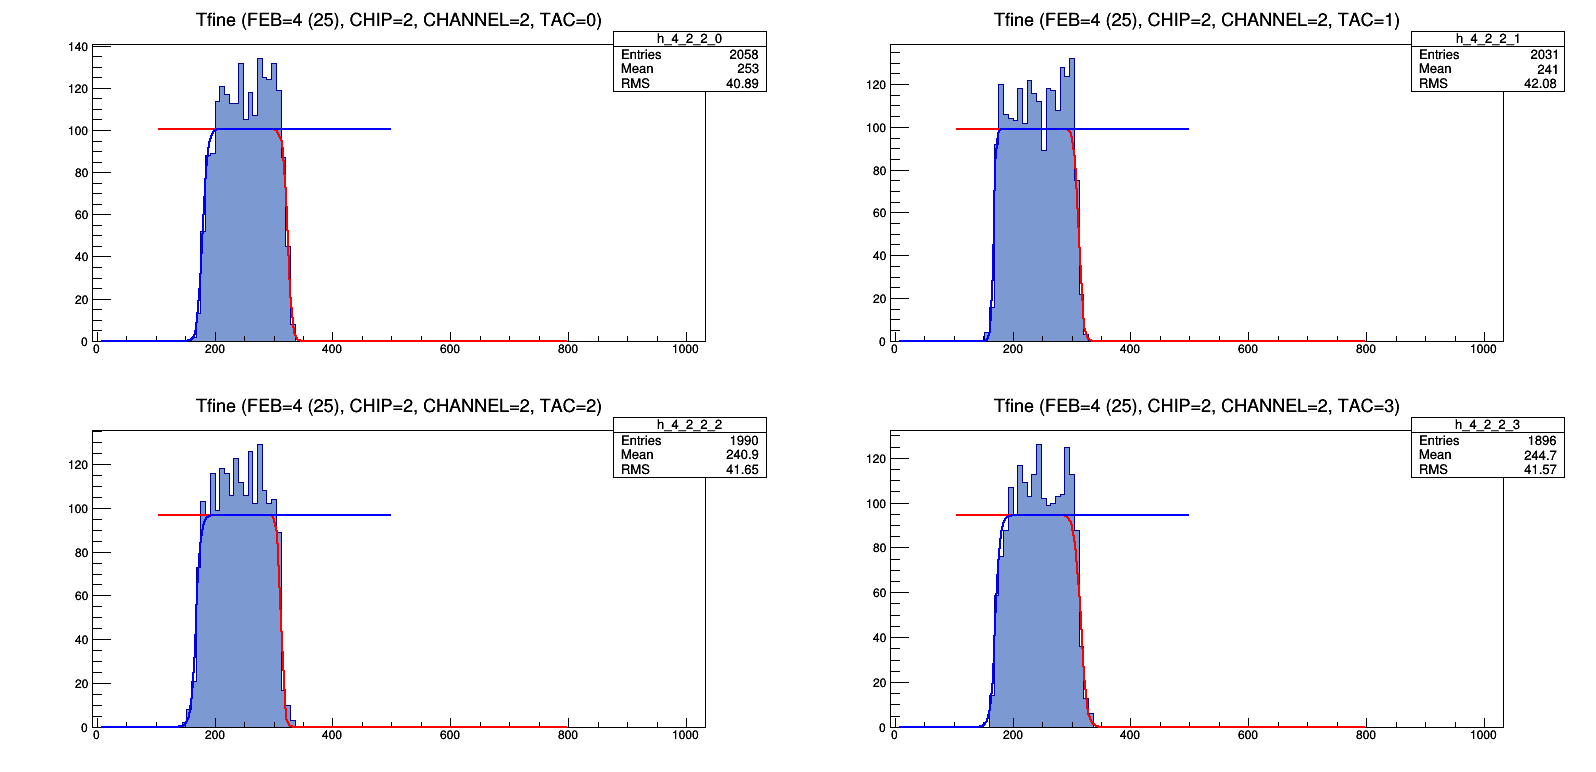 Tfine (FEB=4 (25), CHIP=2, CHANNEL=2, TAC=0)
h_4_2_2_0
Entries 2058
Mean 253
RMS 40.89
140
120
100
80
60
40
20
0
0 200 400 600 800 1000
Tfine (FEB=4 (25), CHIP=2, CHANNEL=2, TAC=1)
h_4_2_2_1
Entries 2031
Mean 241
RMS 42.08
120
100
80
60
40
20
0
0 200 400 600 800 1000
Tfine (FEB=4 (25), CHIP=2, CHANNEL=2, TAC=2)
h_4_2_2_2
Entries 1990
Mean 240.9
RMS 41.65
120
100
80
60
40
20
0
0 200 400 600 800 1000
Tfine (FEB=4 (25), CHIP=2, CHANNEL=2, TAC=3)
h_4_2_2_3
Entries 1896
Mean 244.7
RMS 41.57
120
100
80
60
40
20
0
0 200 400 600 800 1000